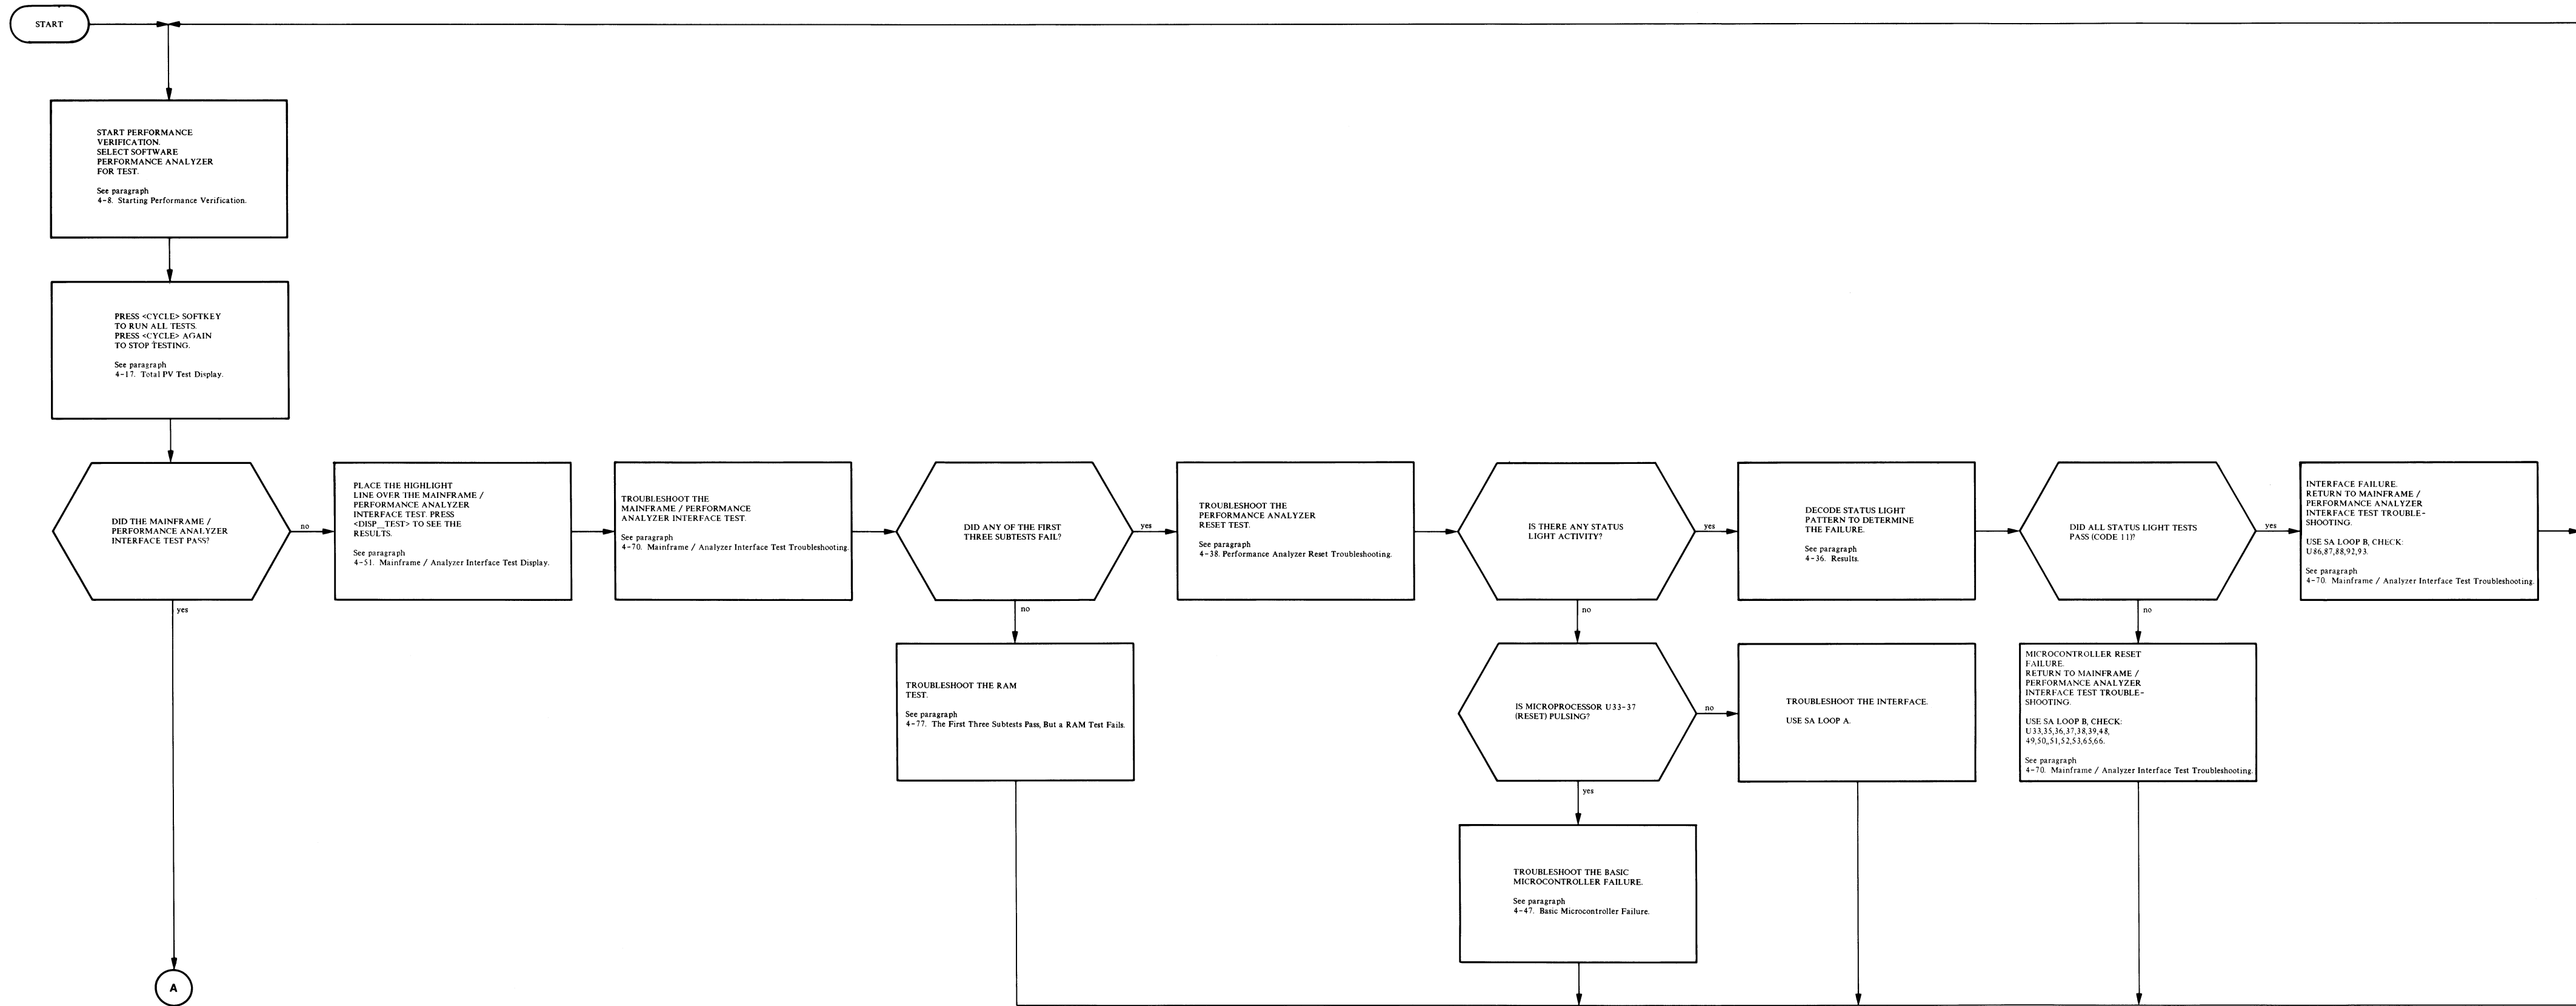 START
START PERFORMANCE
VERIFICATION.
SELECT SOFTWARE
PERFORMANCE ANALYZER
FOR TEST.
See paragraph
4-8. Starting Performance Verification.
PRESS <CYCLE> SOFTKEY
TO RUN ALL TESTS.
PRESS <CYCLE> AGAIN
TO STOP TESTING.
See paragraph
4-17. Total PV Test Display.
DID THE MAINFRAME /
PERFORMANCE ANALYZER
INTERFACE TEST PASS?
no
yes
A
PLACE THE HIGHLIGHT
LINE OVER THE MAINFRAME /
PERFORMANCE ANALYZER
INTERFACE TEST. PRESS
<DISP__TEST> TO SEE THE
RESULTS.
See paragraph
4-51. Mainframe / Analyzer Interface Test Display.
TROUBLESHOOT THE
MAINFRAME / PERFORMANCE
ANALYZER INTERFACE TEST.
See paragraph
4-70. Mainframe / Analyzer Interface Test Troubleshooting.
DID ANY OF THE FIRST
THREE SUBTESTS FAIL?
yes
no
TROUBLESHOOT THE RAM
TEST.
See paragraph
4-77. The First Three Subtests Pass, But a RAM Test Fails.
TROUBLESHOOT THE
PERFORMANCE ANALYZER
RESET TEST.
See paragraph
4-38. Performance Analyzer Reset Troubleshooting.
IS THERE ANY STATUS
LIGHT ACTIVITY?
yes
no
IS MICROPROCESSOR U33-37
(RESET) PULSING?
no
yes
TROUBLESHOOT THE BASIC
MICROCONTROLLER FAILURE.
See paragraph
4-47. Basic Microcontroller Failure.
DECODE STATUS LIGHT
PATTERN TO DETERMINE
THE FAILURE.
See paragraph
4-36. Results.
TROUBLESHOOT THE INTERFACE.
USE SA LOOP A.
DID ALL STATUS LIGHT TESTS
PASS (CODE 11)?
yes
no
MICROCONTROLLER RESET
FAILURE.
RETURN TO MAINFRAME /
PERFORMANCE ANALYZER
INTERFACE TEST TROUBLE-
SHOOTING.
USE SA LOOP B, CHECK:
U33,35,36,37,38,39,48,
49,50,,51,52,53,65,66.
See paragraph
4-70. Mainframe / Analyzer Interface Test Troubleshooting.
INTERFACE FAILURE.
RETURN TO MAINFRAME /
PERFORMANCE ANALYZER
INTERFACE TEST TROUBLE-
SHOOTING.
USE SA LOOP B, CHECK:
U86,87,88,92,93.
See paragraph
4-70. Mainframe / Analyzer Interface Test Troubleshooting.